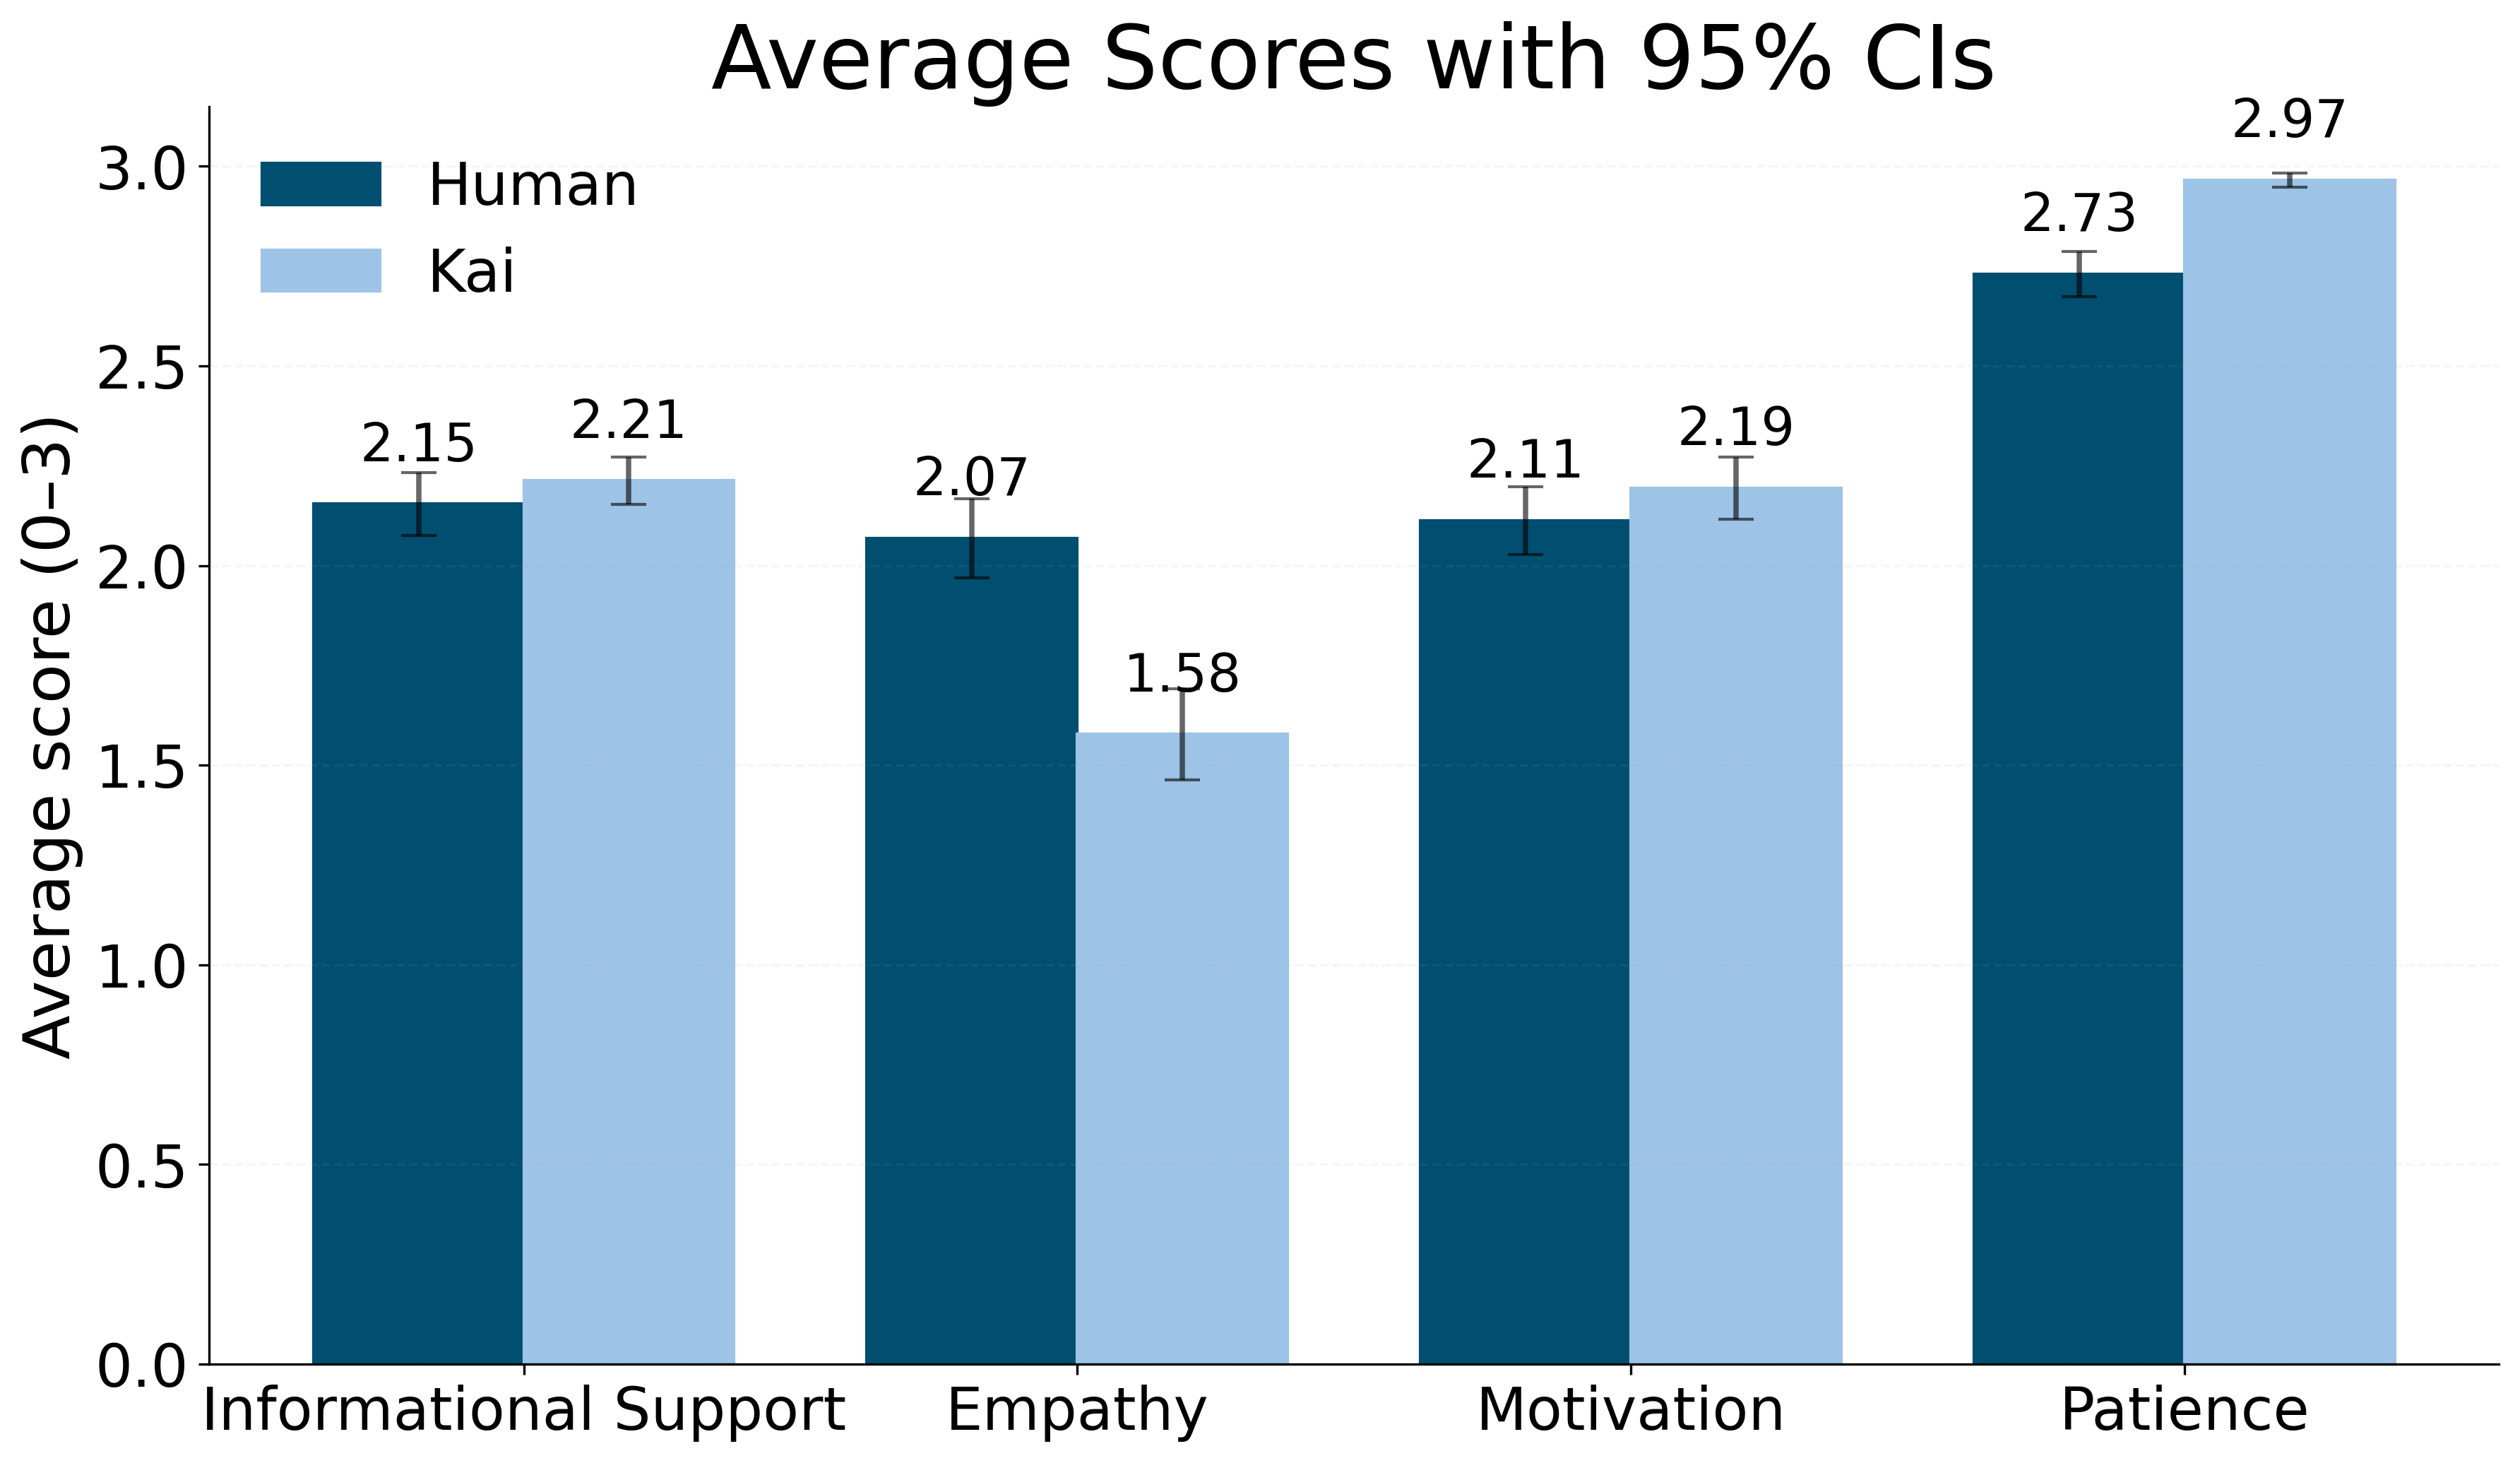 Average Scores with 95% CIs
Average score (0–3)
3.0
2.5
2.0
1.5
1.0
0.5
0.0
Human
Kai
2.15
2.21
2.07
1.58
2.11
2.19
2.73
2.97
Informational Support
Empathy
Motivation
Patience